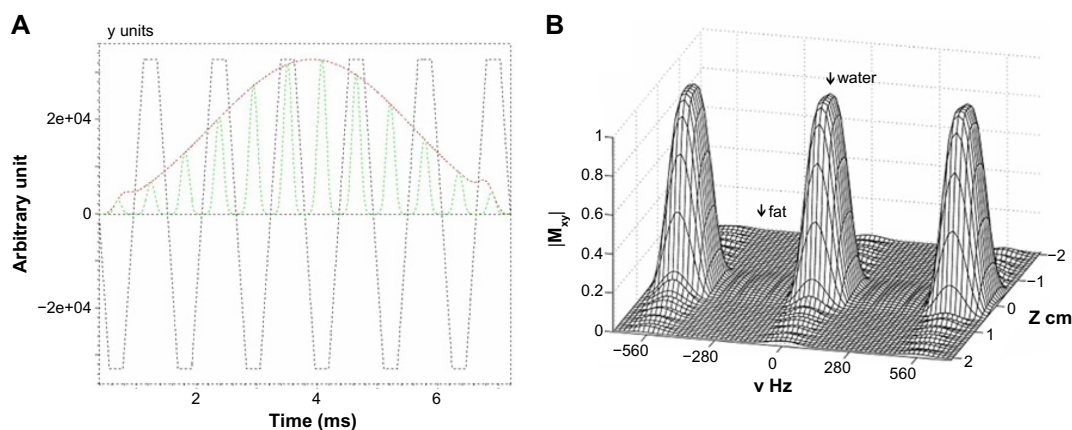 A
y units
2e+04
0
−2e+04
Arbitrary unit
2
4
6
Time (ms)
B
water
fat
1
0.8
0.6
0.4
0.2
0
|Mxy|
−560
−280
0
280
560
v Hz
−2
−1
0
1
2
Z cm